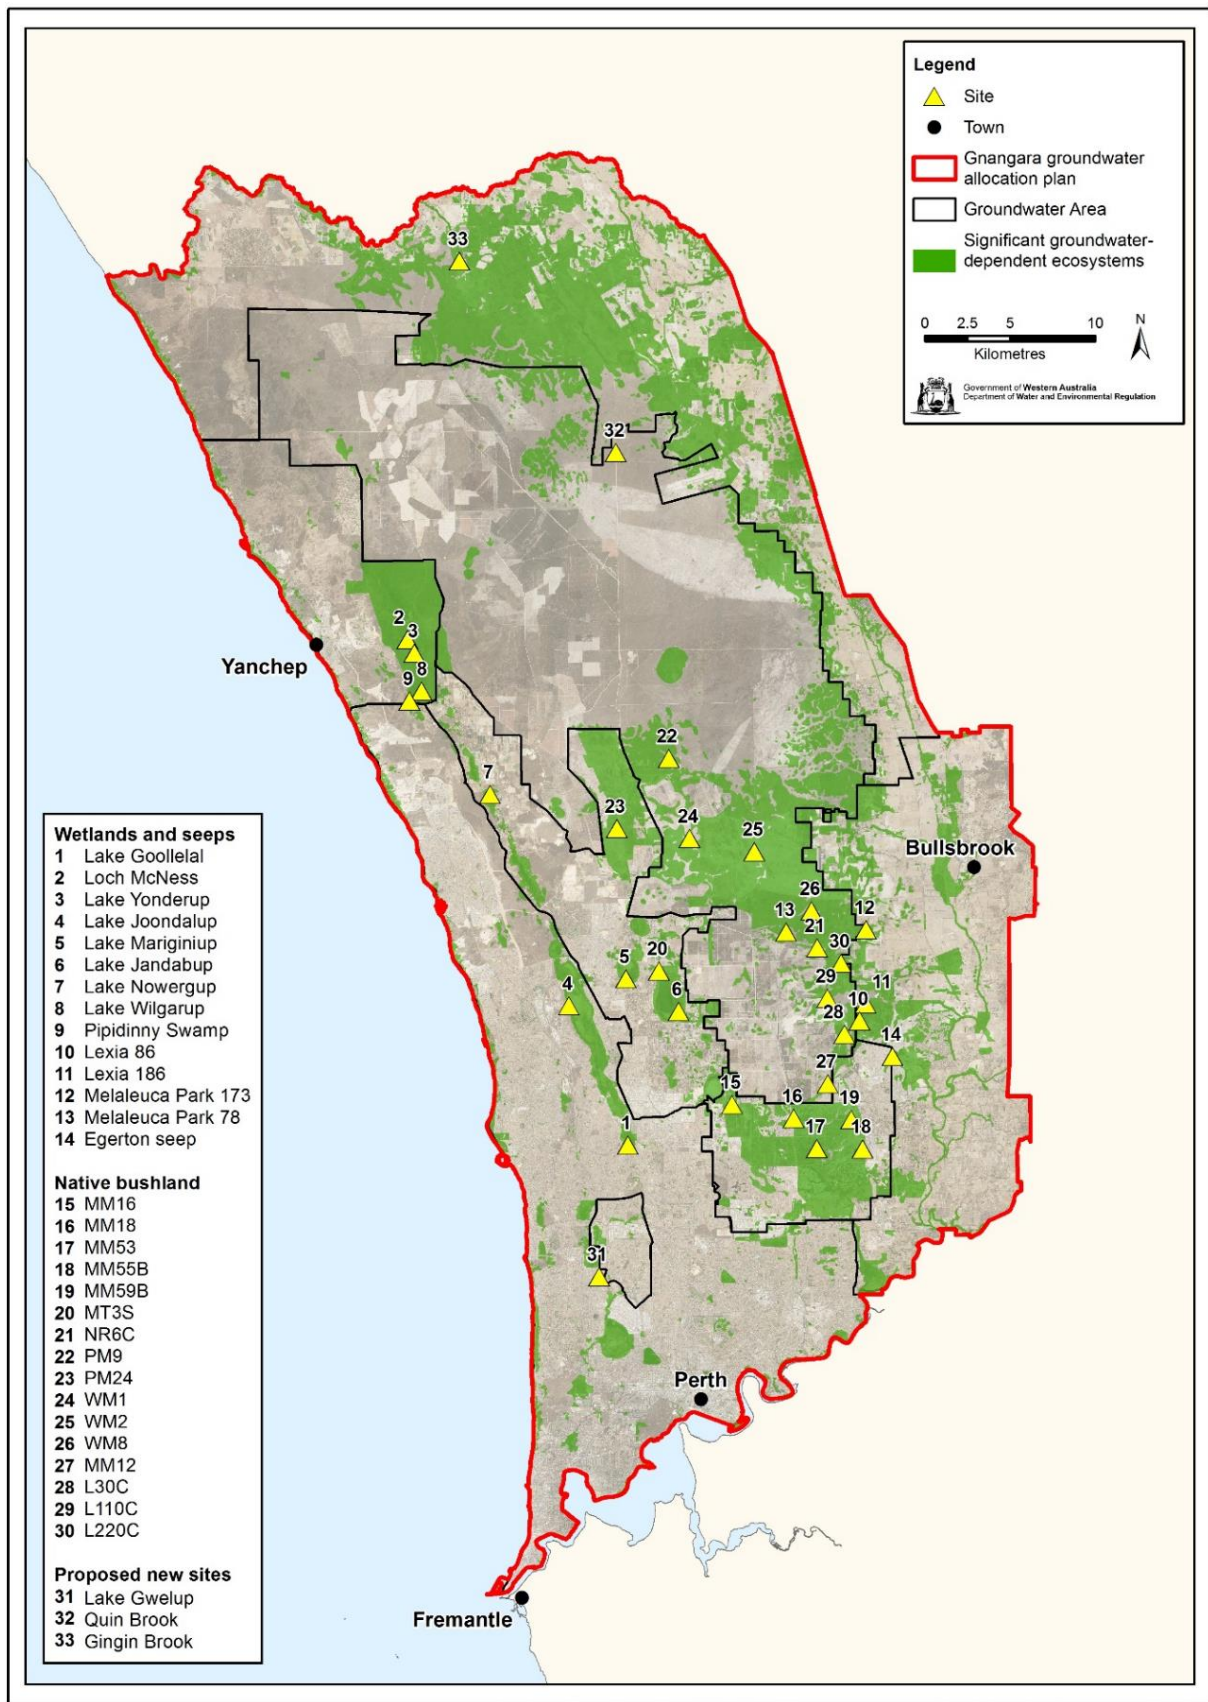 Legend
Site
Town
Gnangara groundwater
allocation plan
Groundwater Area
Significant groundwater-
dependent ecosystems
0 2.5 5 10
Kilometres
N
Government of Western Australia
Department of Water and Environmental Regulation
33
32
2
3
8
9
Yanchep
7
22
23
24
25
Bullsbrook
26
13
12
21
30
5
20
29
4
6
11
10
28
14
27
15
16
19
17
18
1
31
Perth
Fremantle
Wetlands and seeps
1 Lake Goollelal
2 Loch McNess
3 Lake Yonderup
4 Lake Joondalup
5 Lake Mariginiup
6 Lake Jandabup
7 Lake Nowergup
8 Lake Wilgarup
9 Pipidinny Swamp
10 Lexia 86
11 Lexia 186
12 Melaleuca Park 173
13 Melaleuca Park 78
14 Egerton seep
Native bushland
15 MM16
16 MM18
17 MM53
18 MM55B
19 MM59B
20 MT3S
21 NR6C
22 PM9
23 PM24
24 WM1
25 WM2
26 WM8
27 MM12
28 L30C
29 L110C
30 L220C
Proposed new sites
31 Lake Gwelup
32 Quin Brook
33 Gingin Brook